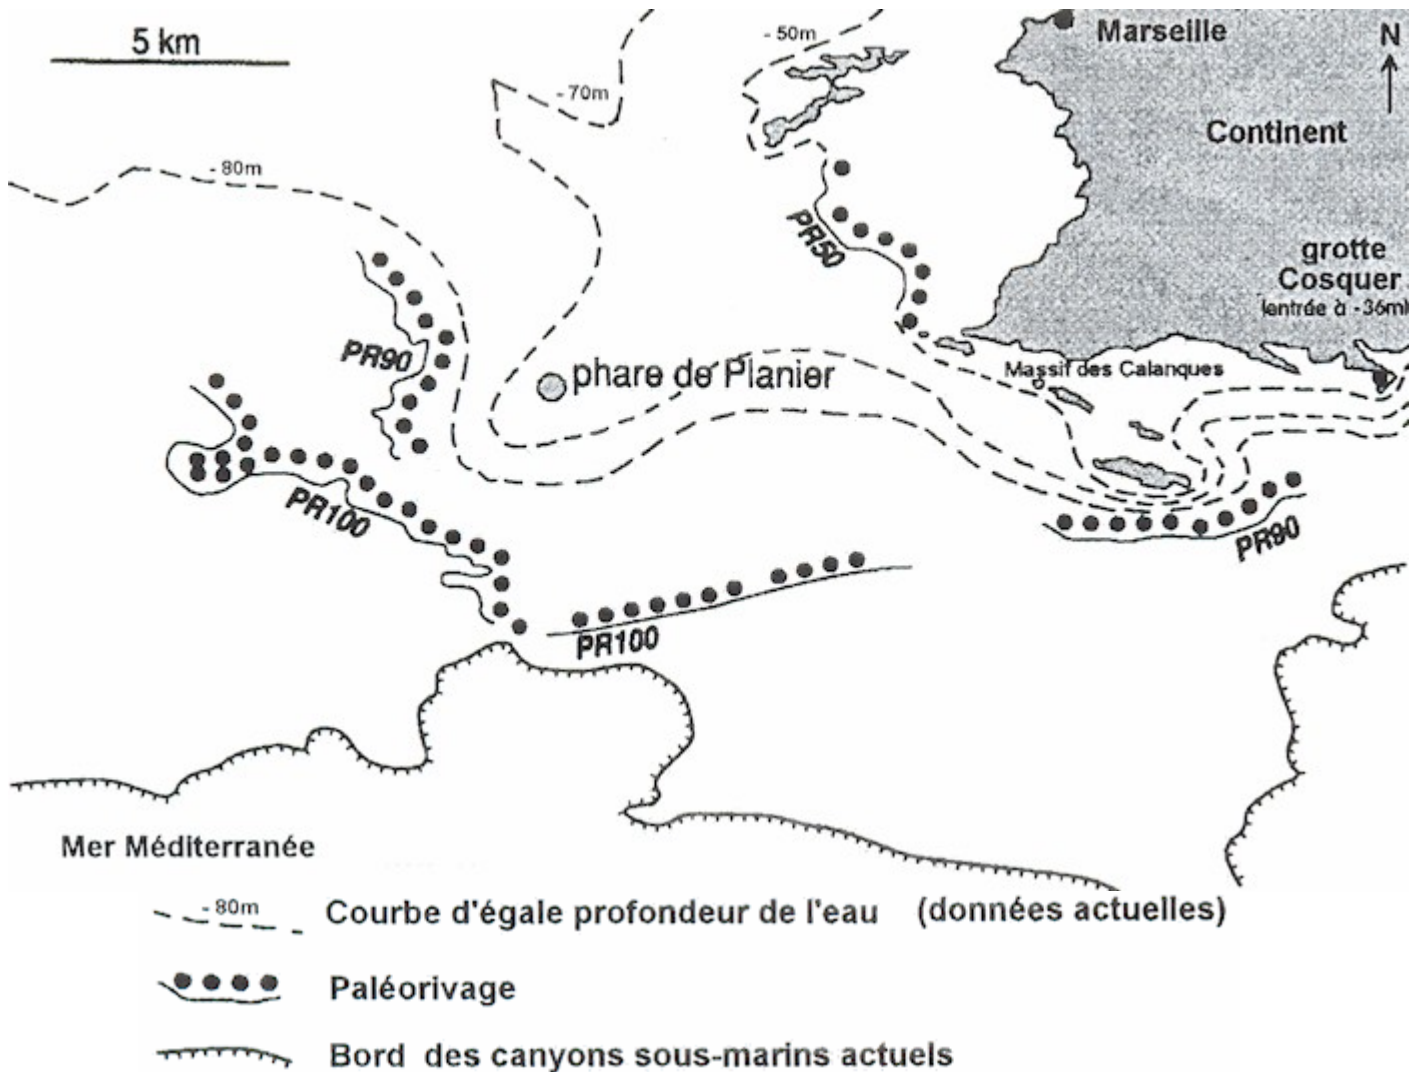 5 km
- 50m
Marseille
N
- 70m
Continent
- 80m
PR50
grotte
Cosquer
(entrée à -36m)
PR90
phare de Planier
Massif des Calanques
PR100
PR90
PR100
Mer Méditerranée
- 80m
Courbe d'égale profondeur de l'eau (données actuelles)
Paléorivage
Bord des canyons sous-marins actuels